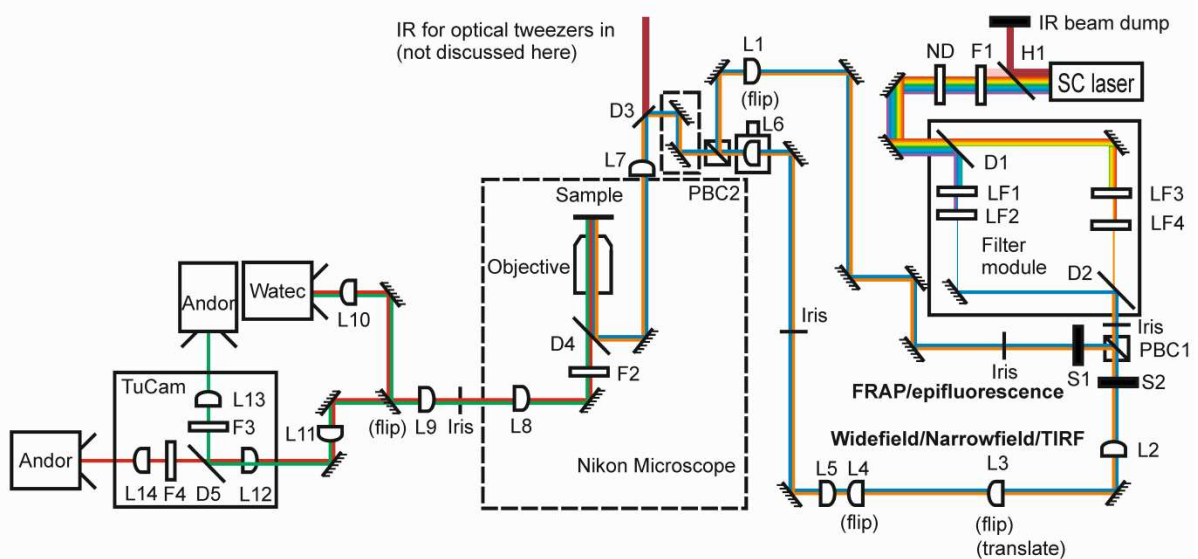 IR for optical tweezers in
(not discussed here)
L1
(flip)
ND
F1
H1
IR beam dump
SC laser
D3
L6
L7
PBC2
D1
LF1
LF2
LF3
LF4
Filter
module
D2
Sample
Objective
Andor
Watec
L10
D4
F2
Iris
Iris
PBC1
Iris
S1
S2
FRAP/epifluorescence
TuCam
L13
F3
L11
(flip)
L9
Iris
L8
Widefield/Narrowfield/TIRF
L2
Andor
L14
F4
D5
L12
Nikon Microscope
L5
L4
(flip)
L3
(flip)
(translate)